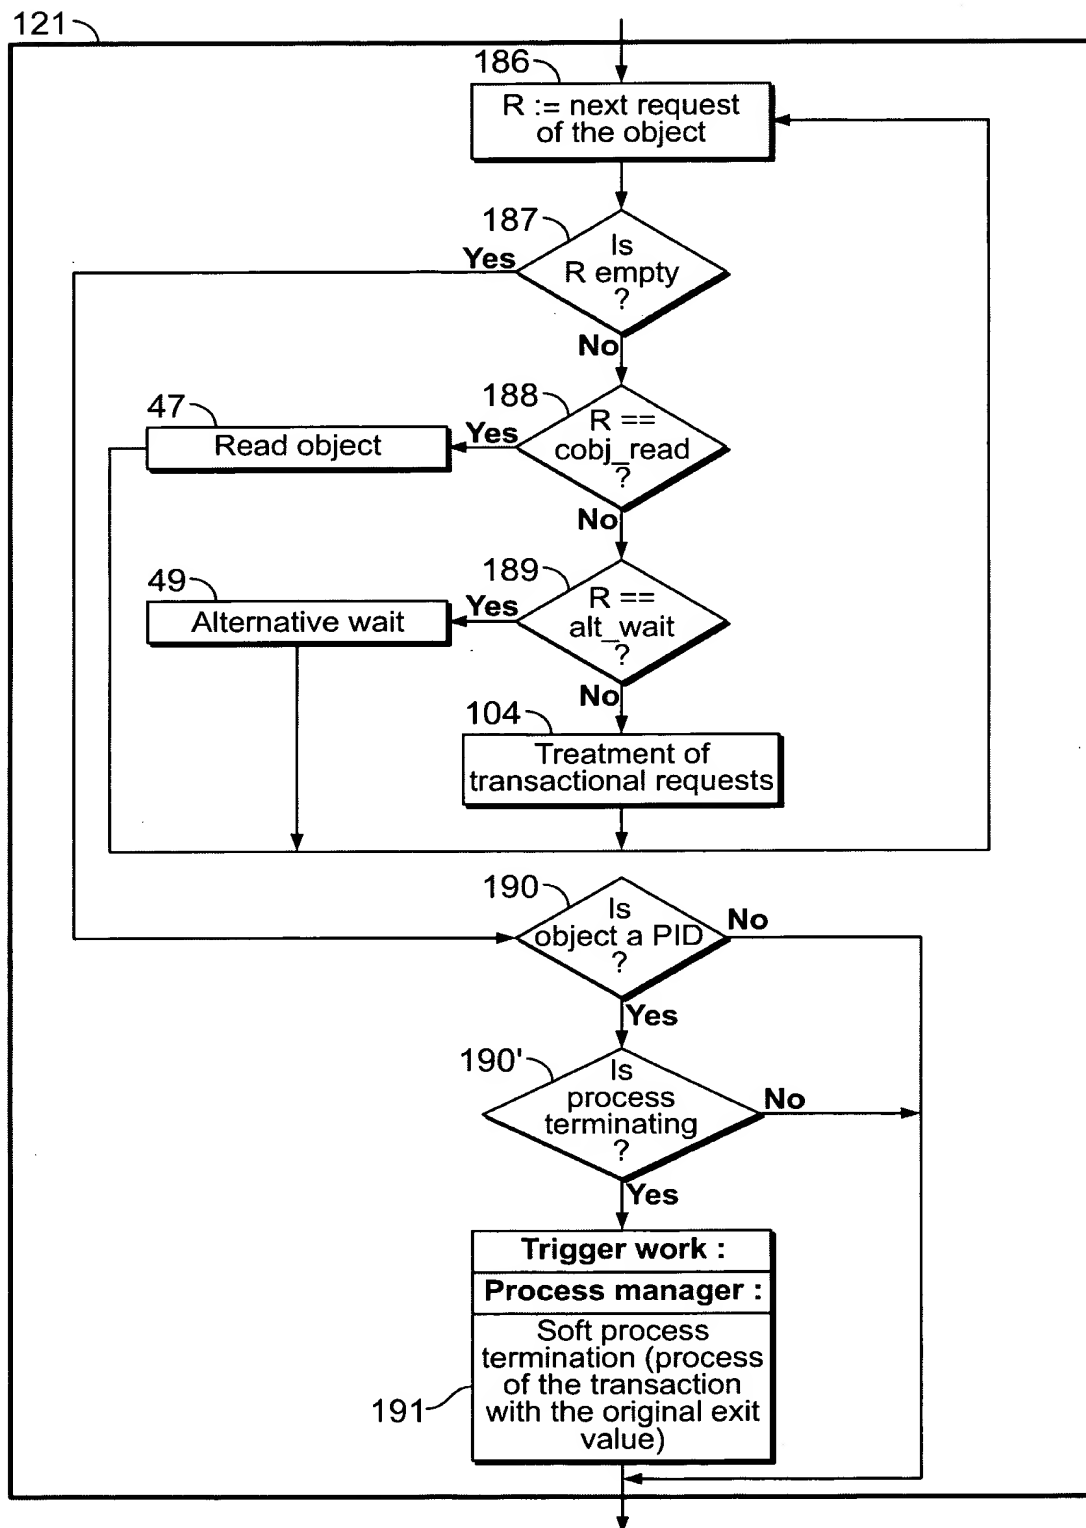 121
186
R := next request
of the object
187
Is
R empty
?
Yes
No
188
R ==
cobj_read
?
Yes
47
Read object
No
189
R ==
alt_wait
?
Yes
49
Alternative wait
No
104
Treatment of
transactional requests
190
Is
object a PID
?
No
Yes
190'
Is
process
terminating
?
No
Yes
Trigger work :
Process manager :
Soft process
termination (process
of the transaction
with the original exit
value)
191